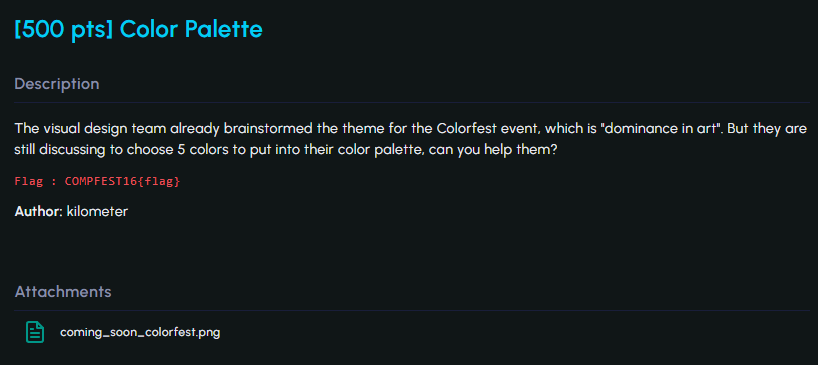 [500 pts] Color Palette
Description
The visual design team already brainstormed the theme for the Colorfest event, which is "dominance in art". But they are
still discussing to choose 5 colors to put into their color palette, can you help them?
Flag : COMPFEST16{flag}
Author: kilometer
Attachments
coming_soon_colorfest.png